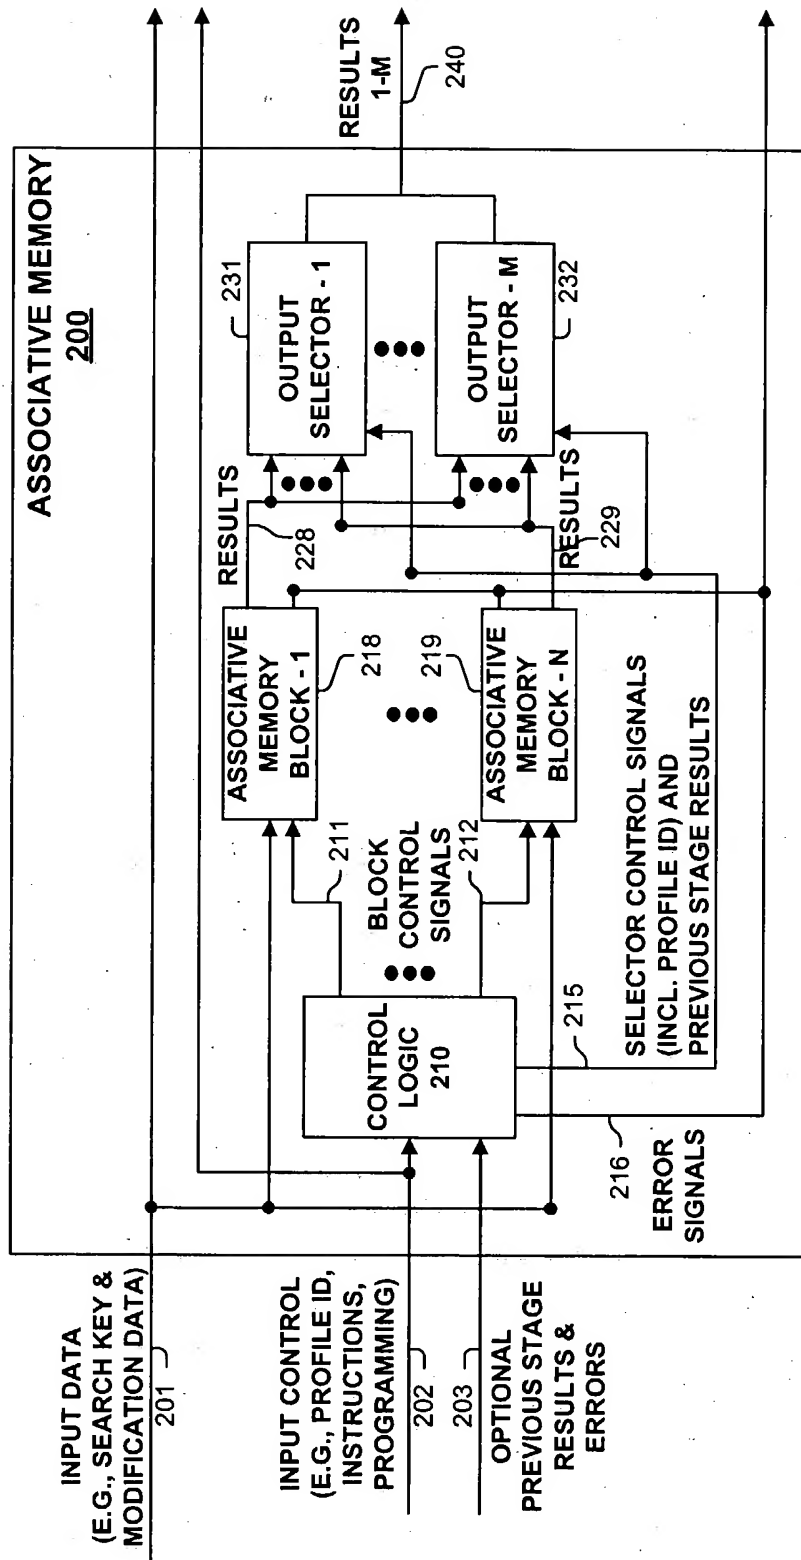 ASSOCIATIVE MEMORY
200
INPUT DATA
(E.G., SEARCH KEY &
MODIFICATION DATA)
201
INPUT CONTROL
(E.G., PROFILE ID,
INSTRUCTIONS,
PROGRAMMING)
202
203
OPTIONAL
PREVIOUS STAGE
RESULTS &
ERRORS
CONTROL
LOGIC
210
211
BLOCK
CONTROL
SIGNALS
212
215
216
ERROR
SIGNALS
SELECTOR CONTROL SIGNALS
(INCL. PROFILE ID) AND
PREVIOUS STAGE RESULTS
ASSOCIATIVE
MEMORY
BLOCK - 1
218
219
ASSOCIATIVE
MEMORY
BLOCK - N
RESULTS
228
RESULTS
229
231
OUTPUT
SELECTOR - 1
OUTPUT
SELECTOR - M
232
RESULTS
1-M
240